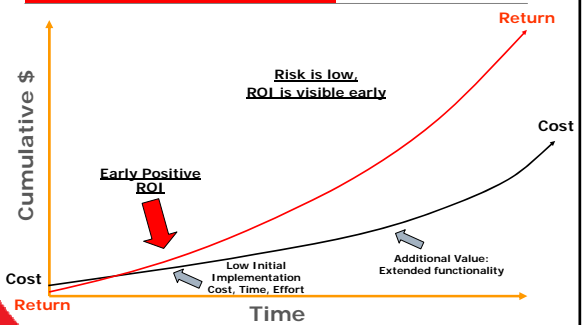 Return
Risk is low,
ROI is visible early
Cost
Early Positive
ROI
Cumulative $
Low Initial
Implementation
Cost, Time, Effort
Additional Value:
Extended functionality
Cost
Return
Time